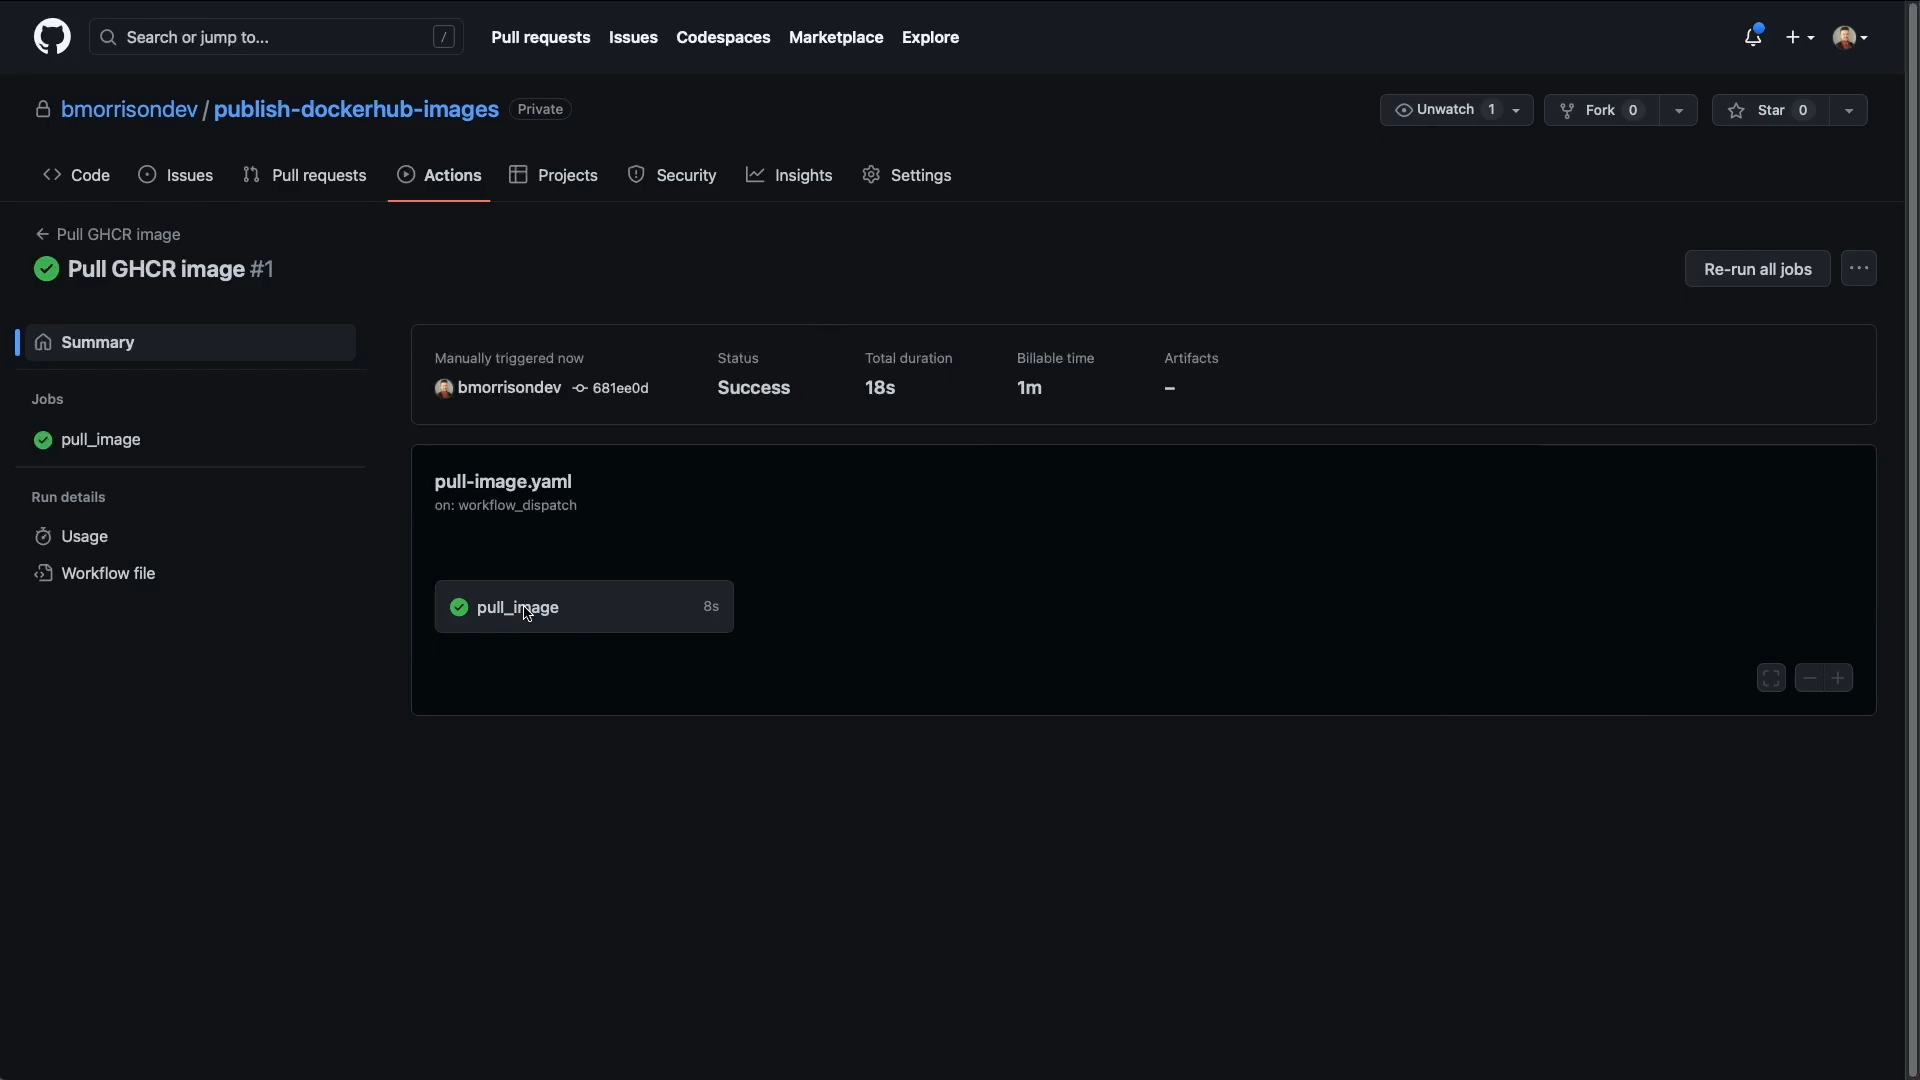 Search or jump to... /
Pull requests Issues Codespaces Marketplace Explore
bmorrisondev / publish-dockerhub-images Private
Unwatch 1 Fork 0 Star 0
Code Issues Pull requests Actions Projects Security Insights Settings
← Pull GHCR image
Pull GHCR image #1
Re-run all jobs ...
Summary
Jobs
pull_image
Run details
Usage
Workflow file
Manually triggered now Status Total duration Billable time Artifacts
bmorrisondev 681ee0d Success 18s 1m –
pull-image.yaml
on: workflow_dispatch
pull_image 8s